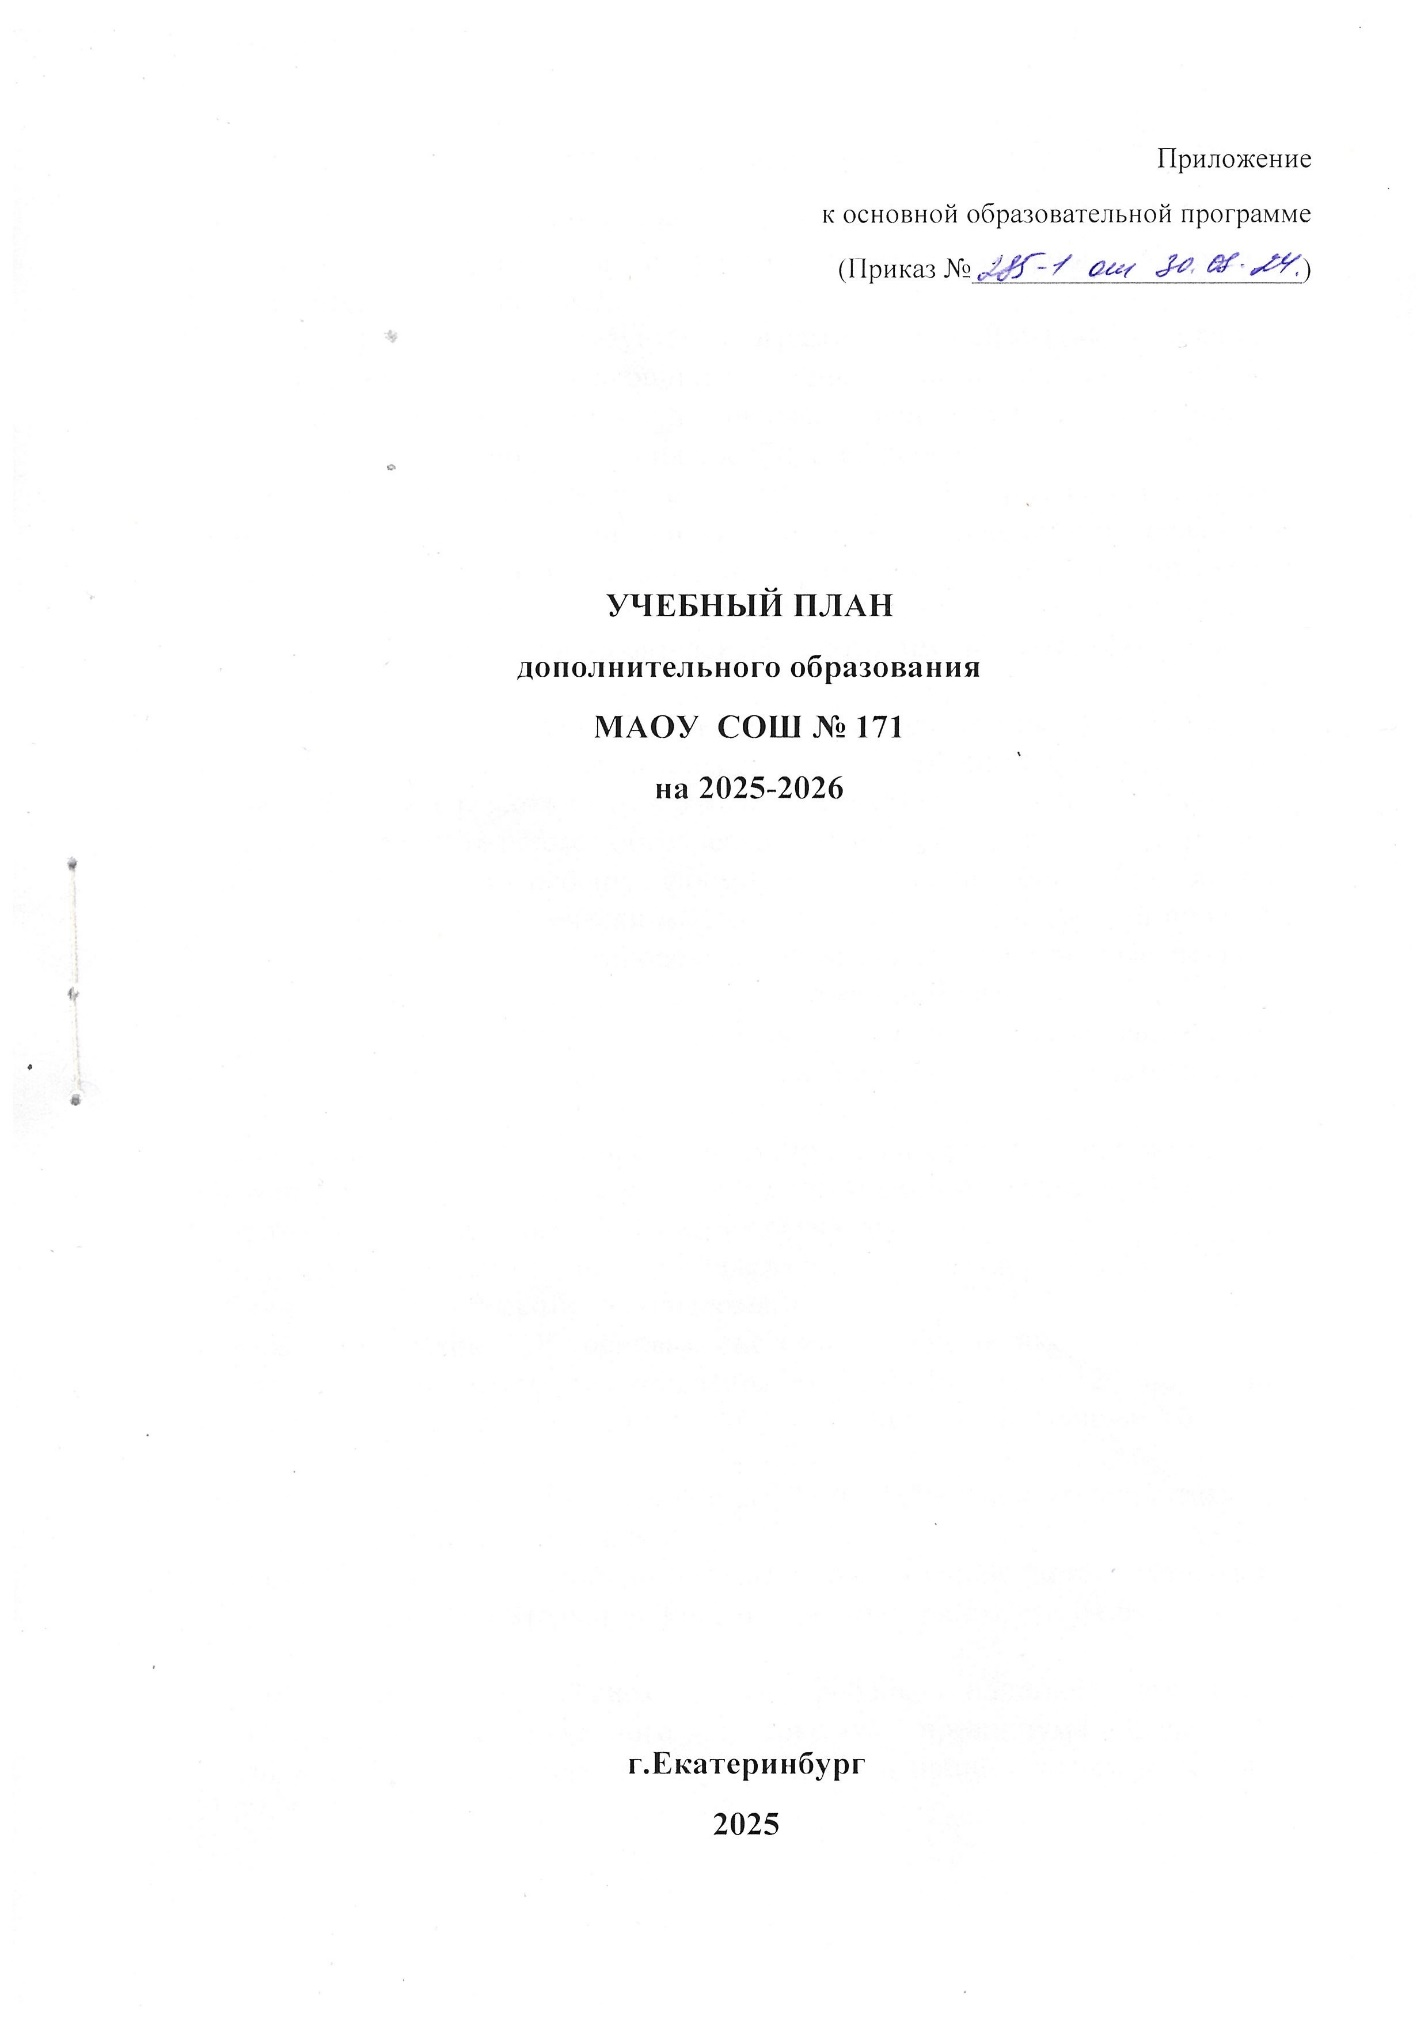 Приложение
к основной образовательной программе
(Приказ № 285-1 от 30.08.24.)
УЧЕБНЫЙ ПЛАН
дополнительного образования
МАОУ СОШ № 171
на 2025-2026
г.Екатеринбург
2025